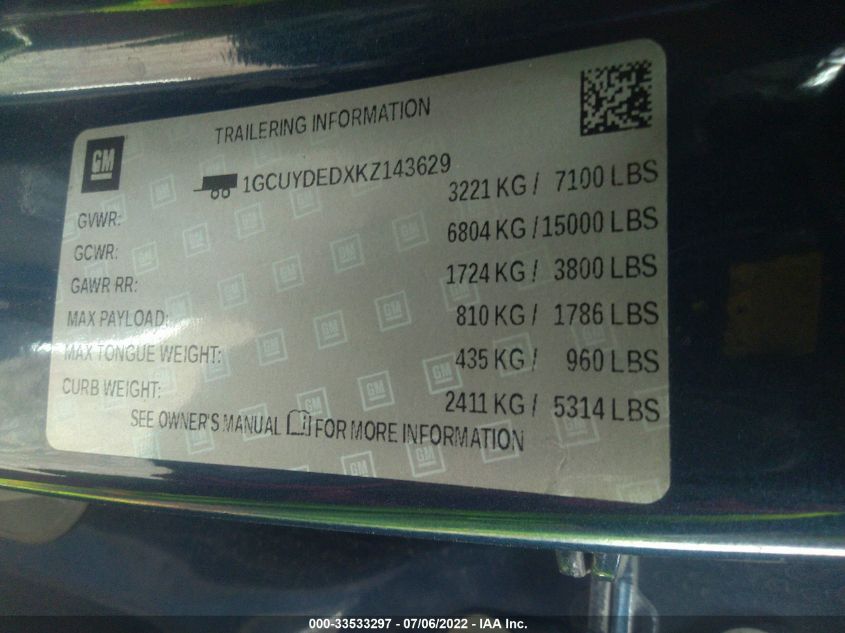 TRAILERING INFORMATION
GM
1GCUYDEDXKZ143629
GVWR: 3221 KG / 7100 LBS
GCWR: 6804 KG / 15000 LBS
GAWR RR: 1724 KG / 3800 LBS
MAX PAYLOAD: 810 KG / 1786 LBS
MAX TONGUE WEIGHT: 435 KG / 960 LBS
CURB WEIGHT: 2411 KG / 5314 LBS
SEE OWNER'S MANUAL FOR MORE INFORMATION
000-33533297 - 07/06/2022 - IAA Inc.